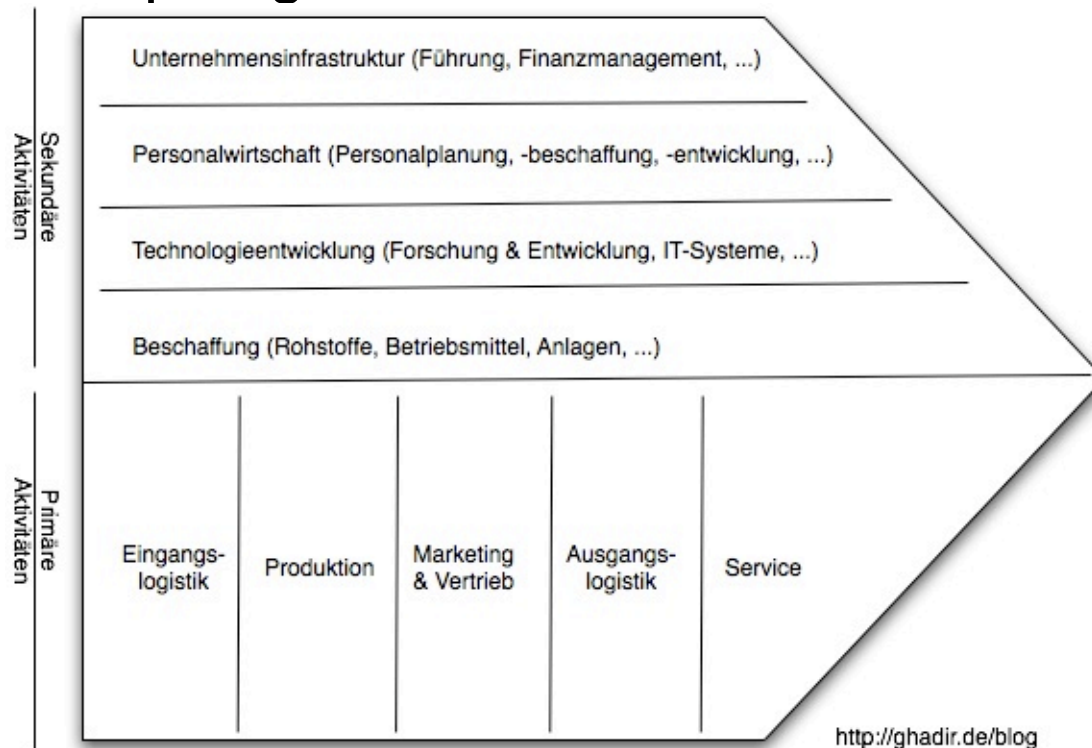 Unternehmensinfrastruktur (Führung, Finanzmanagement, ...)
Personalwirtschaft (Personalplanung, -beschaffung, -entwicklung, ...)
Technologieentwicklung (Forschung & Entwicklung, IT-Systeme, ...)
Beschaffung (Rohstoffe, Betriebsmittel, Anlagen, ...)
Sekundäre
Aktivitäten
Primäre
Aktivitäten
Eingangs-
logistik
Produktion
Marketing
& Vertrieb
Ausgangs-
logistik
Service
http://ghadir.de/blog